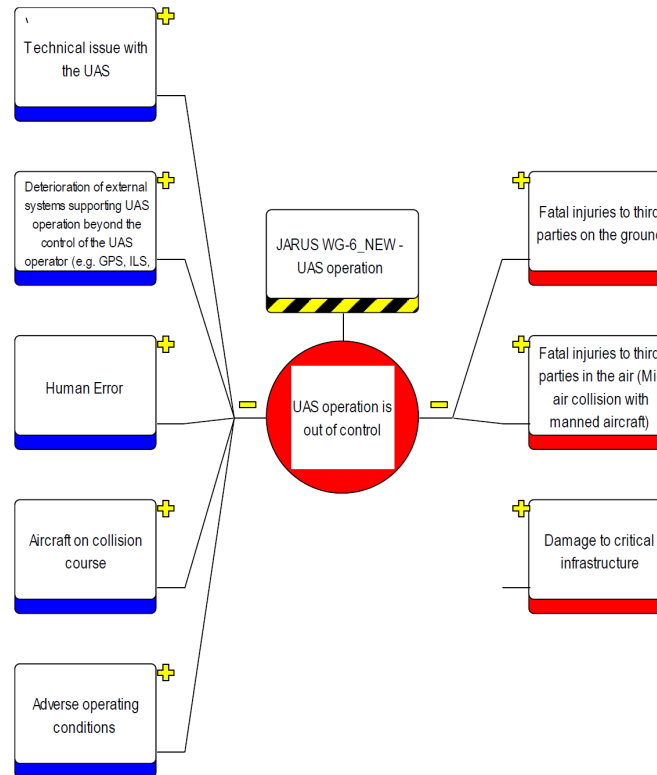 Technical issue with
the UAS
Deterioration of external
systems supporting UAS
operation beyond the
control of the UAS
operator (e.g. GPS, ILS,
Human Error
Aircraft on collision
course
Adverse operating
conditions
JARUS WG-6_NEW -
UAS operation
UAS operation is
out of control
Fatal injuries to third
parties on the ground
Fatal injuries to third
parties in the air (Mi
air collision with
manned aircraft)
Damage to critical
infrastructure